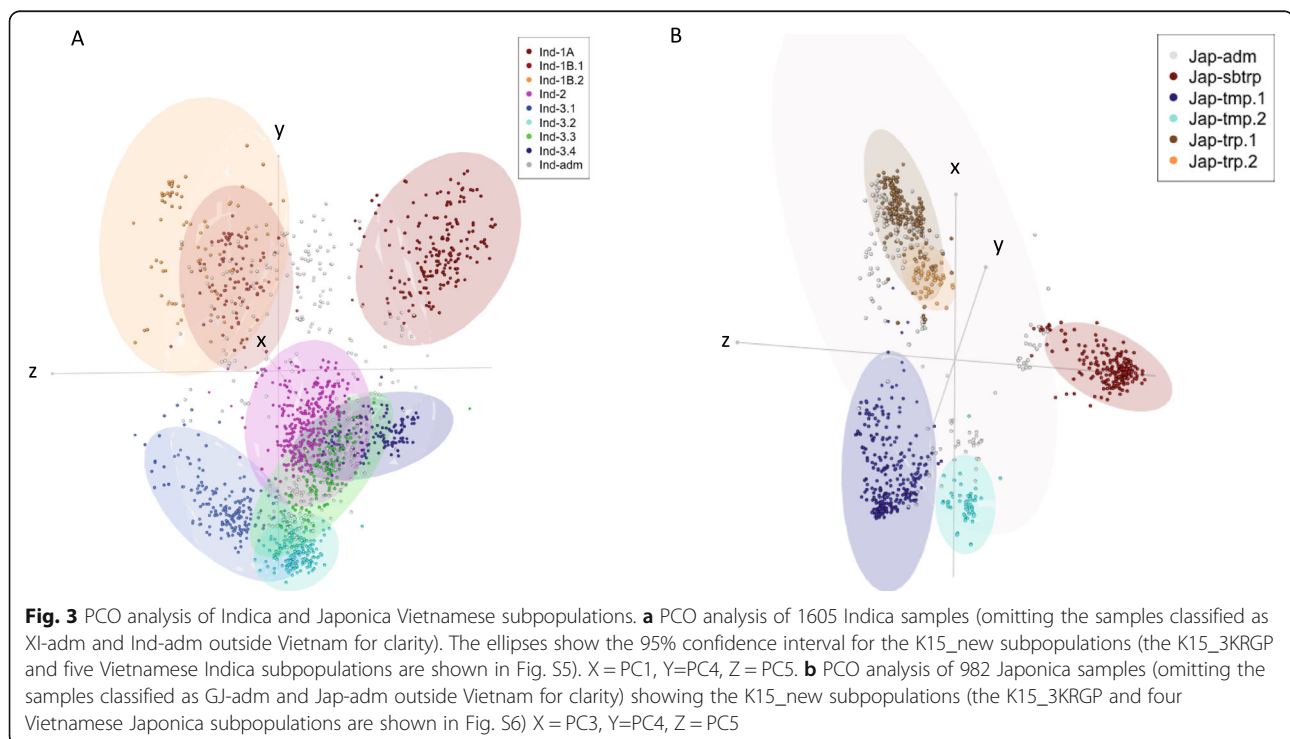 A
Ind-1A
Ind-1B.1
Ind-1B.2
Ind-2
Ind-3.1
Ind-3.2
Ind-3.3
Ind-3.4
Ind-adm
y
x
z
B
Jap-adm
Jap-sbtrp
Jap-tmp.1
Jap-tmp.2
Jap-trp.1
Jap-trp.2
x
y
z
Fig. 3 PCO analysis of Indica and Japonica Vietnamese subpopulations. a PCO analysis of 1605 Indica samples (omitting the samples classified as
XI-adm and Ind-adm outside Vietnam for clarity). The ellipses show the 95% confidence interval for the K15_new subpopulations (the K15_3KRGP
and five Vietnamese Indica subpopulations are shown in Fig. S5). X = PC1, Y=PC4, Z = PC5. b PCO analysis of 982 Japonica samples (omitting the
samples classified as GJ-adm and Jap-adm outside Vietnam for clarity) showing the K15_new subpopulations (the K15_3KRGP and four
Vietnamese Japonica subpopulations are shown in Fig. S6) X = PC3, Y=PC4, Z = PC5